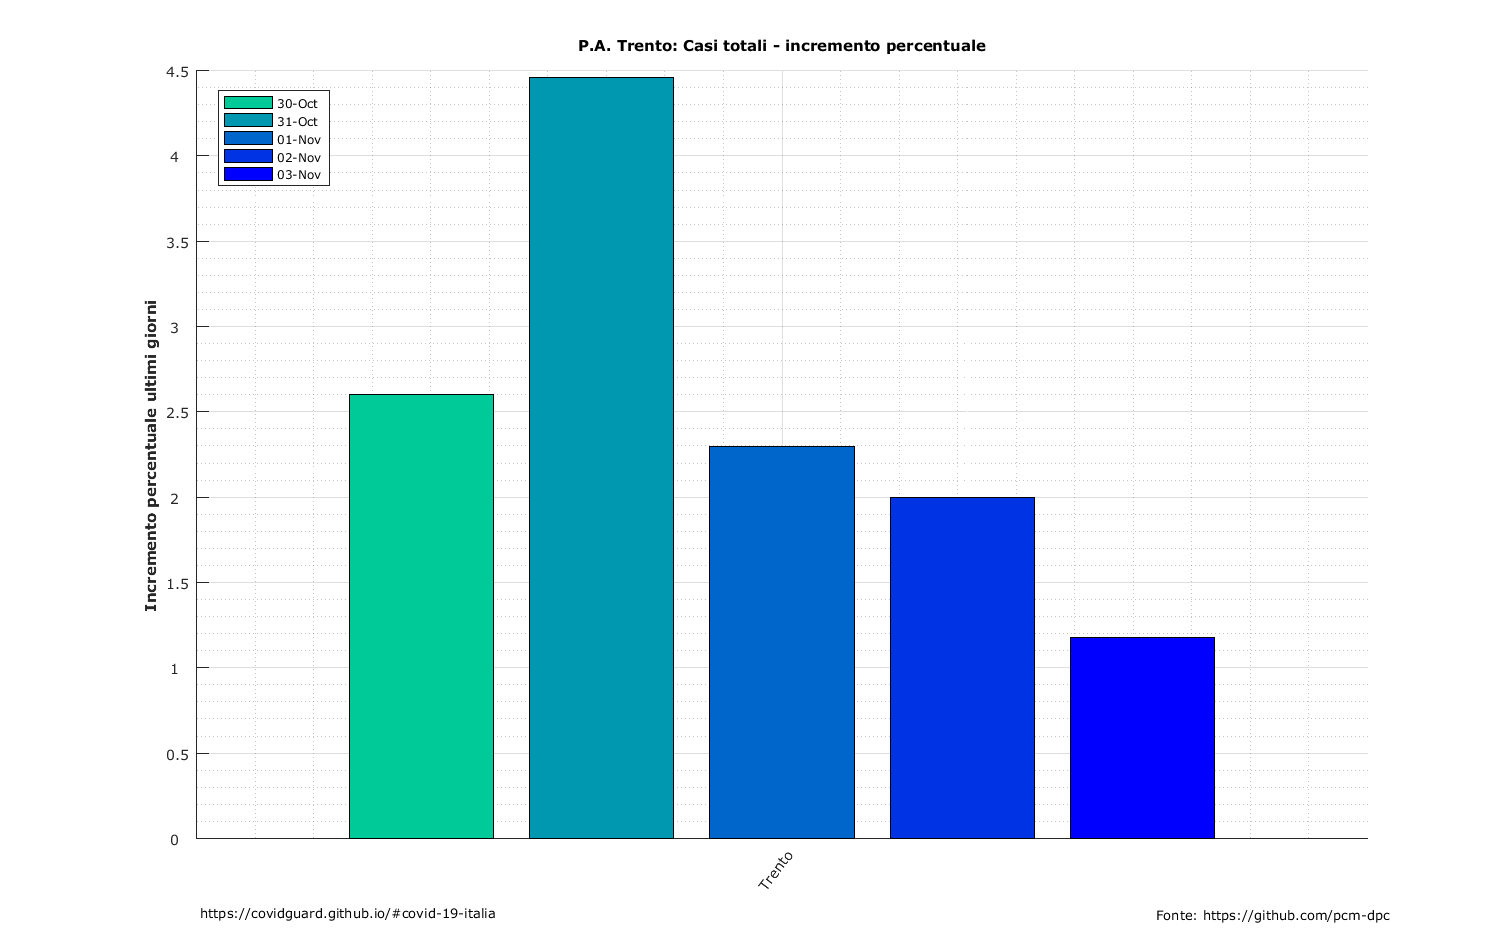 P.A. Trento: Casi totali - incremento percentuale
4.5
4
3.5
3
2.5
2
1.5
1
0.5
0
30-Oct
31-Oct
01-Nov
02-Nov
03-Nov
Incremento percentuale ultimi giorni
Trento
https://covidguard.github.io/#covid-19-italia
Fonte: https://github.com/pcm-dpc